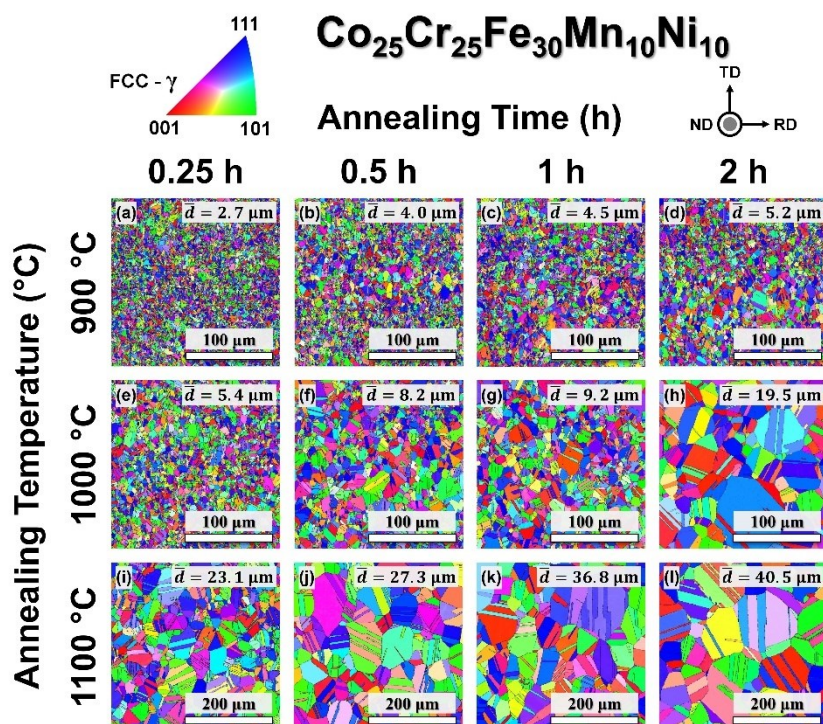 111
FCC - γ
001 101
Co₂₅Cr₂₅Fe₃₀Mn₁₀Ni₁₀
TD
ND RD
Annealing Time (h)
0.25 h 0.5 h 1 h 2 h
Annealing Temperature (°C)
900 °C
(a) d̅ = 2.7 μm
100 μm
(b) d̅ = 4.0 μm
100 μm
(c) d̅ = 4.5 μm
100 μm
(d) d̅ = 5.2 μm
100 μm
1000 °C
(e) d̅ = 5.4 μm
100 μm
(f) d̅ = 8.2 μm
100 μm
(g) d̅ = 9.2 μm
100 μm
(h) d̅ = 19.5 μm
100 μm
1100 °C
(i) d̅ = 23.1 μm
200 μm
(j) d̅ = 27.3 μm
200 μm
(k) d̅ = 36.8 μm
200 μm
(l) d̅ = 40.5 μm
200 μm